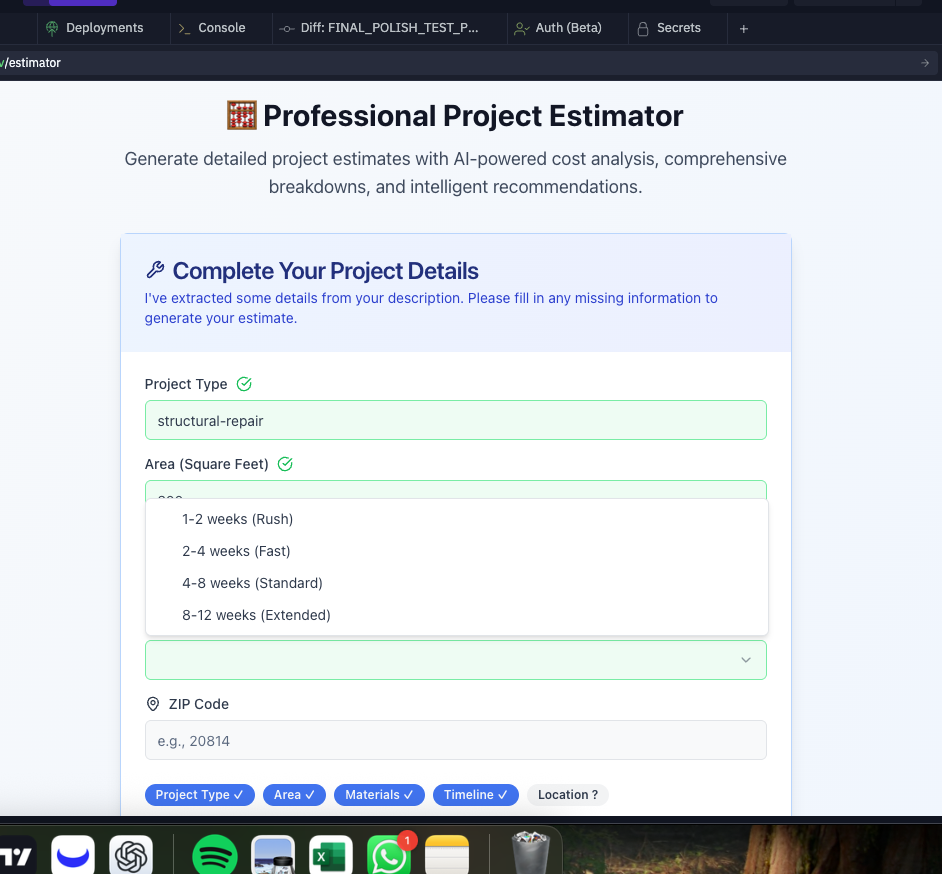 Deployments
Console
Diff: FINAL_POLISH_TEST_P...
Auth (Beta)
Secrets
/estimator
Professional Project Estimator
Generate detailed project estimates with AI-powered cost analysis, comprehensive
breakdowns, and intelligent recommendations.
Complete Your Project Details
I've extracted some details from your description. Please fill in any missing information to
generate your estimate.
Project Type
structural-repair
Area (Square Feet)
1-2 weeks (Rush)
2-4 weeks (Fast)
4-8 weeks (Standard)
8-12 weeks (Extended)
ZIP Code
e.g., 20814
Project Type ✓
Area ✓
Materials ✓
Timeline ✓
Location ?
1